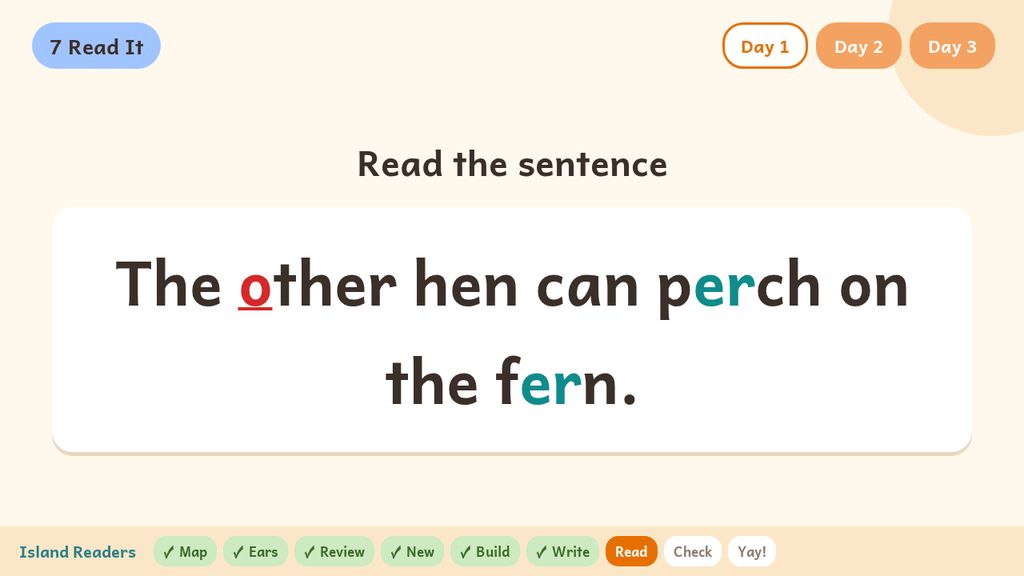 7 Read It
Day 1 Day 2 Day 3
Read the sentence
The other hen can perch on
the fern.
Island Readers ✓ Map ✓ Ears ✓ Review ✓ New ✓ Build ✓ Write Read Check Yay!